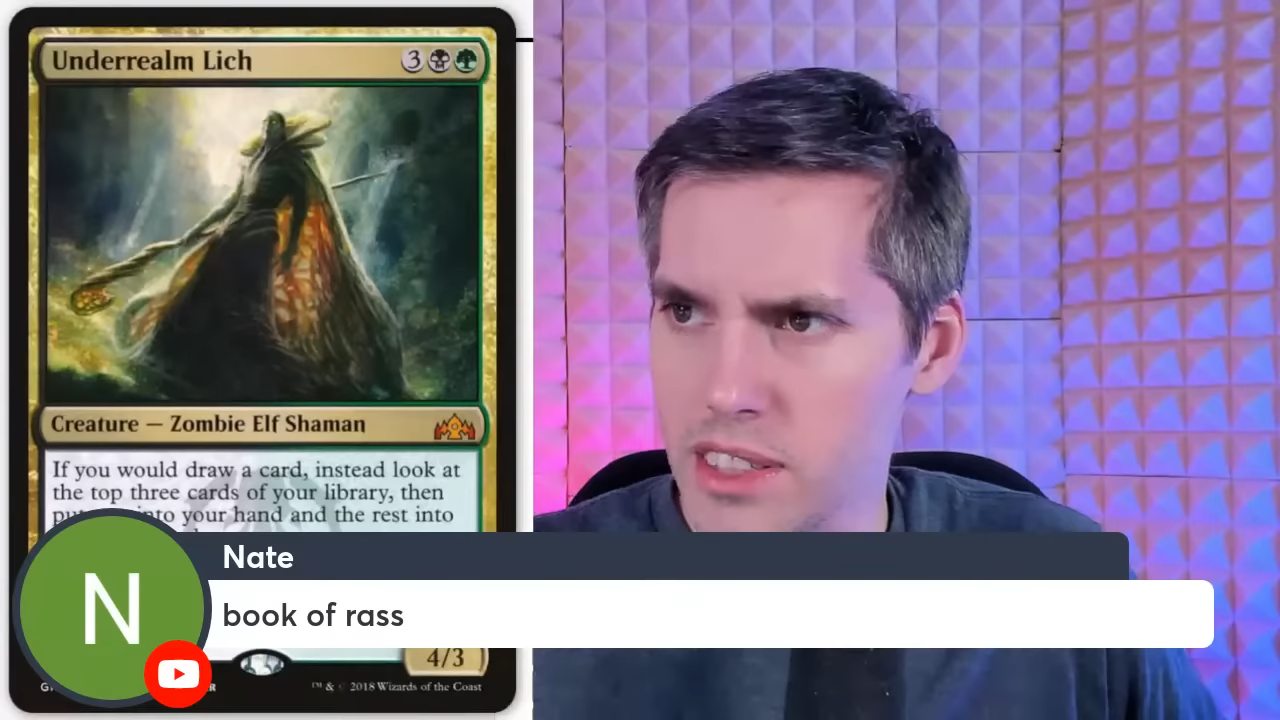 Underrealm Lich
3
Creature — Zombie Elf Shaman
If you would draw a card, instead look at
the top three cards of your library, then
into your hand and the rest into
Nate
N
book of rass
4/3
™ & © 2018 Wizards of the Coast